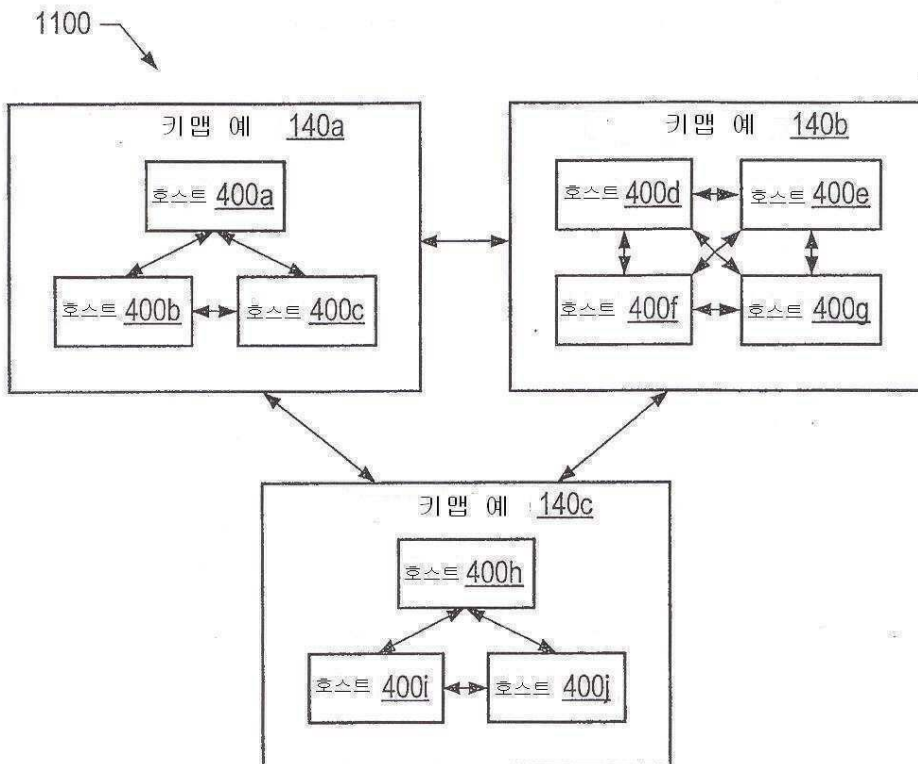 1100
키맵 예 140a
호스트 400a
호스트 400b
호스트 400c
키맵 예 140b
호스트 400d
호스트 400e
호스트 400f
호스트 400g
키맵 예 140c
호스트 400h
호스트 400i
호스트 400j